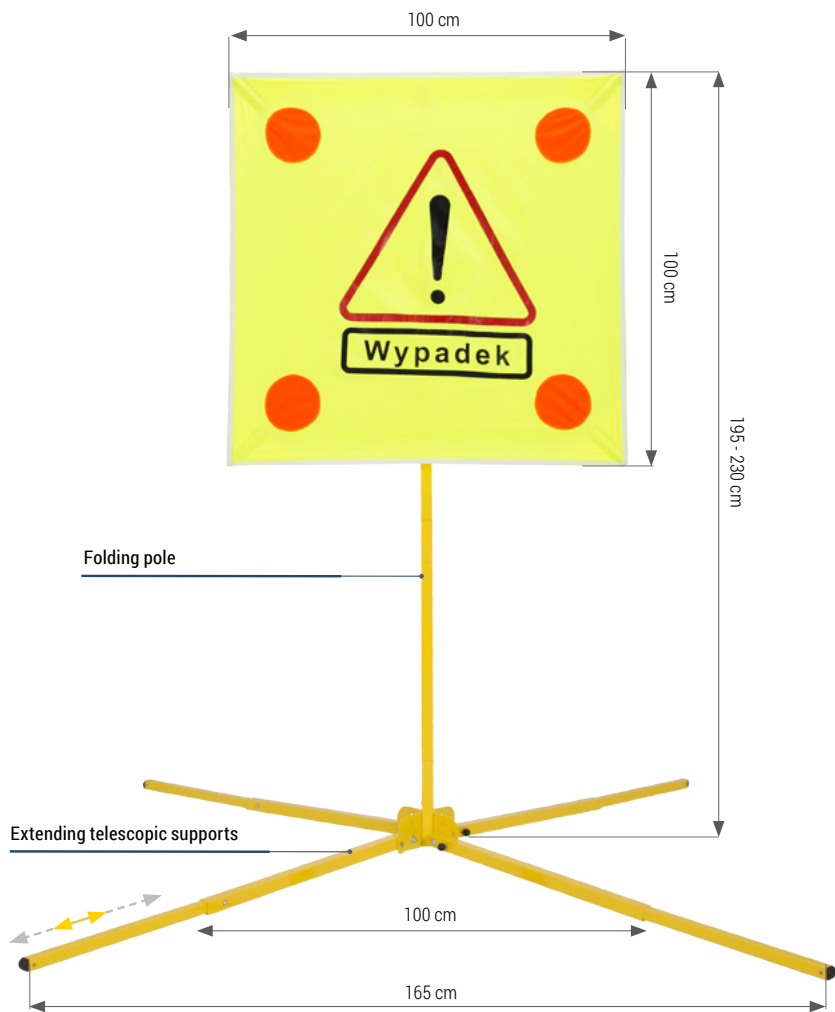 100 cm
100 cm
195 - 230 cm
!
Wypadek
Folding pole
Extending telescopic supports
100 cm
165 cm